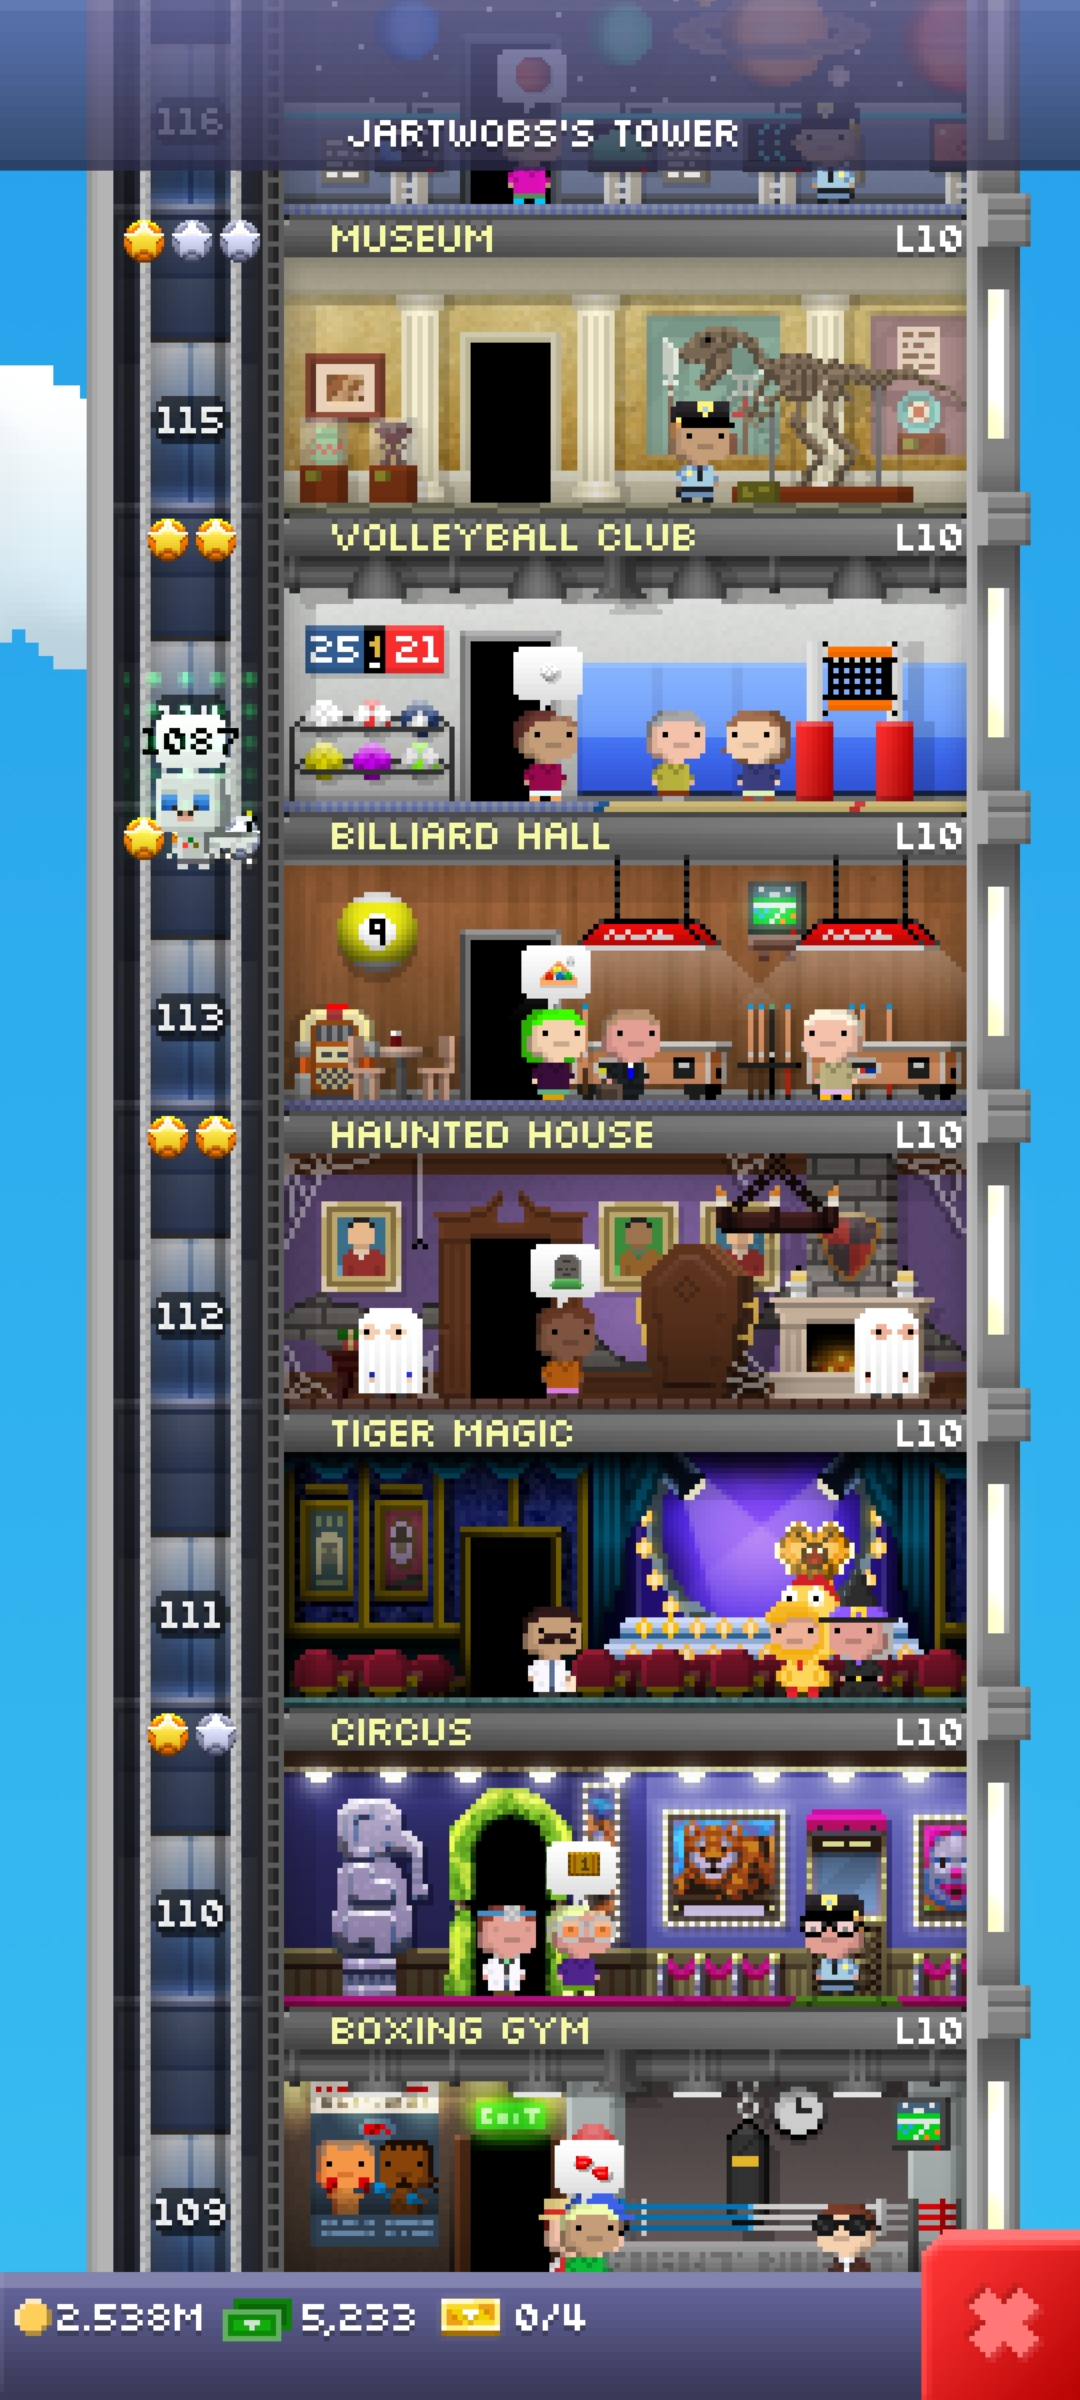 116
JARTWOBS'S TOWER
MUSEUM L10
115
VOLLEYBALL CLUB L10
25 1 21
1087
BILLIARD HALL L10
9
113
HAUNTED HOUSE L10
112
TIGER MAGIC L10
111
CIRCUS L10
1
110
BOXING GYM L10
EXIT
109
2.538M 5,233 0/4